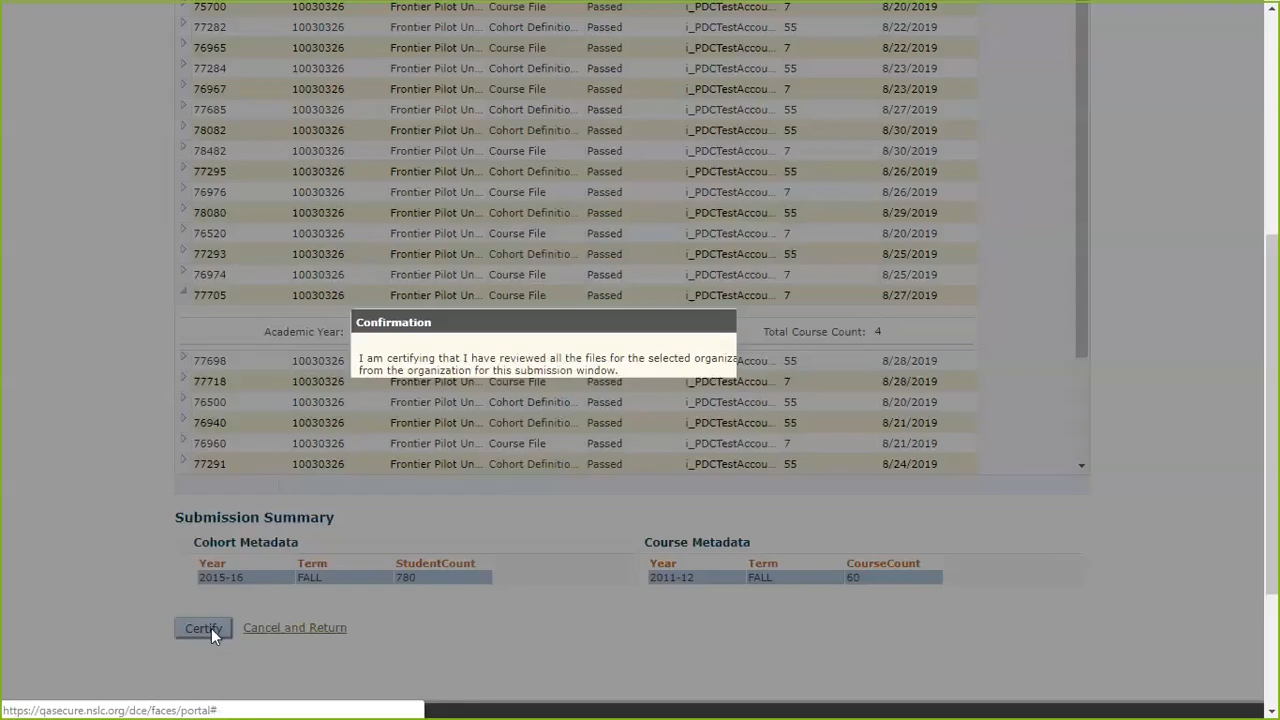 75700 10030326 Frontier Pilot Un... Course File Passed i_PDCTestAccou... 7 8/20/2019
77282 10030326 Frontier Pilot Un... Cohort Definitio... Passed i_PDCTestAccou... 55 8/22/2019
76965 10030326 Frontier Pilot Un... Course File Passed i_PDCTestAccou... 7 8/22/2019
77284 10030326 Frontier Pilot Un... Cohort Definitio... Passed i_PDCTestAccou... 55 8/23/2019
76967 10030326 Frontier Pilot Un... Course File Passed i_PDCTestAccou... 7 8/23/2019
77685 10030326 Frontier Pilot Un... Cohort Definitio... Passed i_PDCTestAccou... 55 8/27/2019
78082 10030326 Frontier Pilot Un... Cohort Definitio... Passed i_PDCTestAccou... 55 8/30/2019
78482 10030326 Frontier Pilot Un... Course File Passed i_PDCTestAccou... 7 8/30/2019
77295 10030326 Frontier Pilot Un... Cohort Definitio... Passed i_PDCTestAccou... 55 8/26/2019
76976 10030326 Frontier Pilot Un... Course File Passed i_PDCTestAccou... 7 8/26/2019
78080 10030326 Frontier Pilot Un... Cohort Definitio... Passed i_PDCTestAccou... 55 8/29/2019
76520 10030326 Frontier Pilot Un... Course File Passed i_PDCTestAccou... 7 8/20/2019
77293 10030326 Frontier Pilot Un... Cohort Definitio... Passed i_PDCTestAccou... 55 8/25/2019
76974 10030326 Frontier Pilot Un... Course File Passed i_PDCTestAccou... 7 8/25/2019
77705 10030326 Frontier Pilot Un... Course File Passed i_PDCTestAccou... 7 8/27/2019
Confirmation
Academic Year: Total Course Count: 4
I am certifying that I have reviewed all the files for the selected organiza
from the organization for this submission window.
77698 10030326 Accou... 55 8/28/2019
77718 10030326 Frontier Pilot Un... Course File Passed i_PDCTestAccou... 7 8/28/2019
76500 10030326 Frontier Pilot Un... Cohort Definitio... Passed i_PDCTestAccou... 55 8/20/2019
76940 10030326 Frontier Pilot Un... Cohort Definitio... Passed i_PDCTestAccou... 55 8/21/2019
76960 10030326 Frontier Pilot Un... Course File Passed i_PDCTestAccou... 7 8/21/2019
77291 10030326 Frontier Pilot Un... Cohort Definitio... Passed i_PDCTestAccou... 55 8/24/2019
Submission Summary
Cohort Metadata Course Metadata
Year Term StudentCount Year Term CourseCount
2015-16 FALL 780 2011-12 FALL 60
Certify Cancel and Return
https://qasecure.nslc.org/dce/faces/portal#